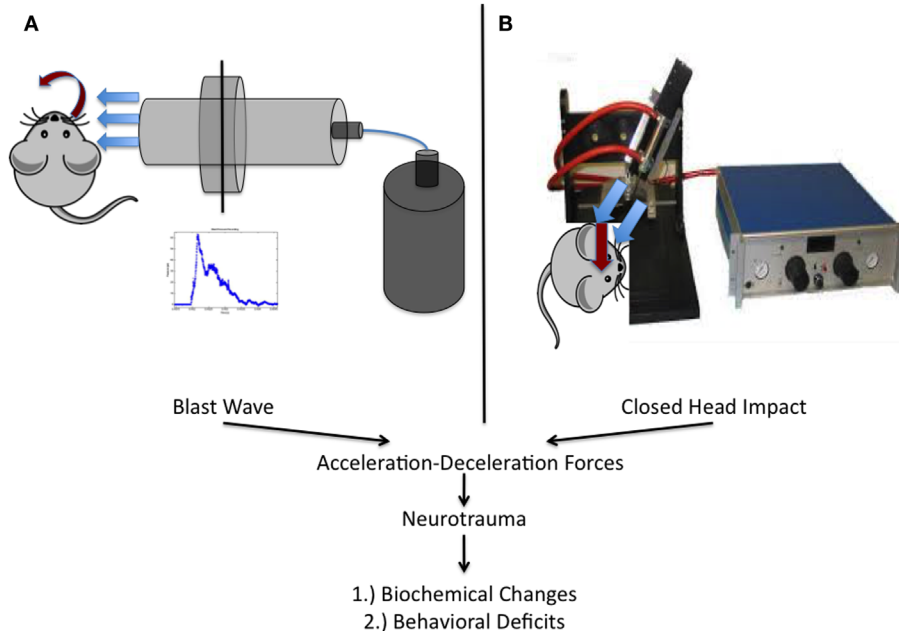 A
B
Blast Wave
Closed Head Impact
Acceleration-Deceleration Forces
Neurotrauma
1.) Biochemical Changes
2.) Behavioral Deficits